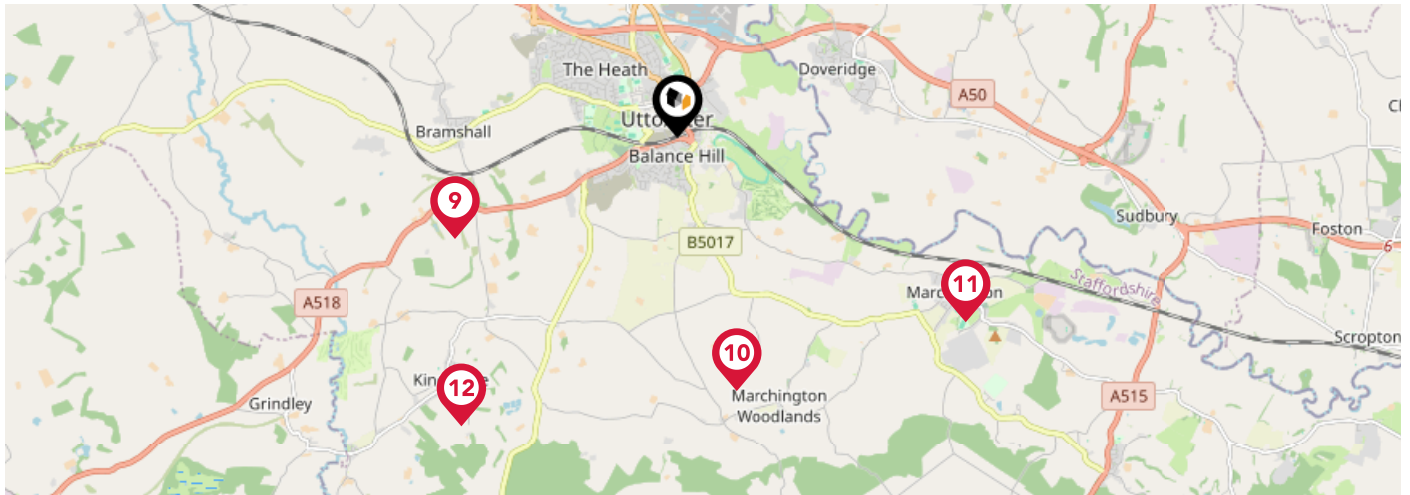 The Heath
Doveridge
A50
Bramshall
Balance Hill
9
Sudbury
Foston
6
B5017
11
Staffordshire
A518
10
Scropton
12
Grindley
Marchington
Woodlands
A515